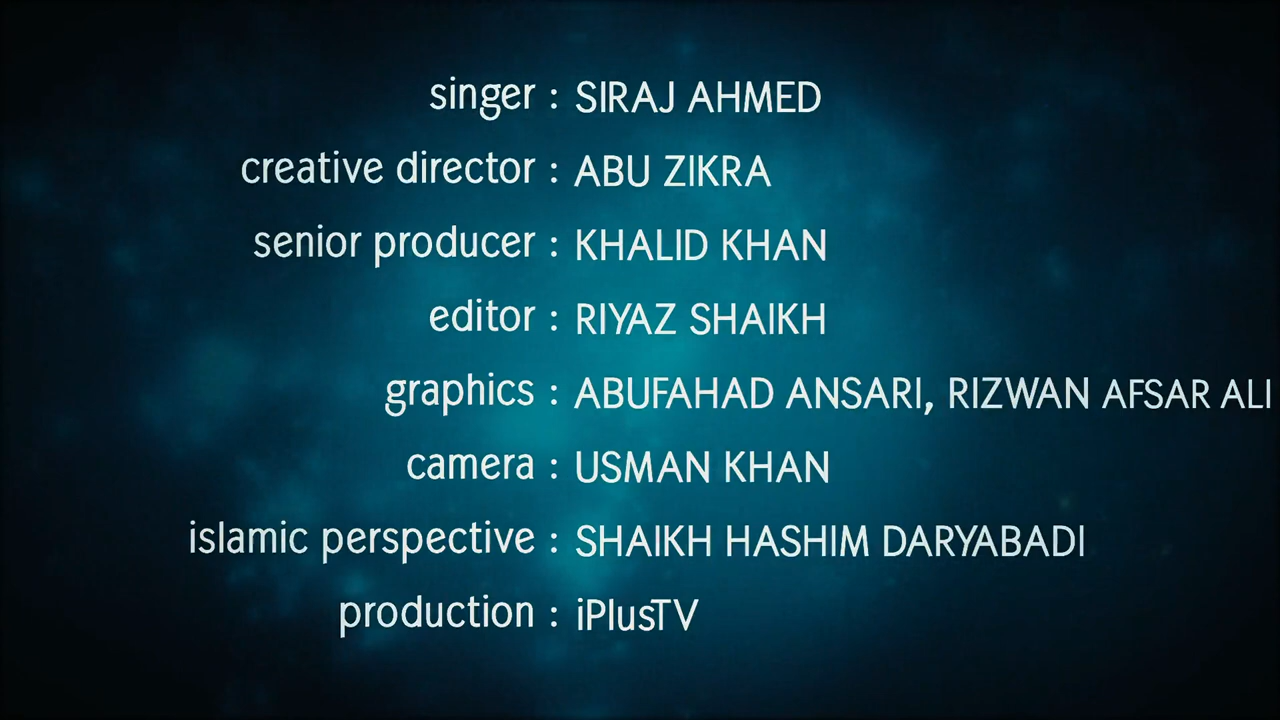 singer : SIRAJ AHMED
creative director : ABU ZIKRA
senior producer : KHALID KHAN
editor : RIYAZ SHAIKH
graphics : ABUFAHAD ANSARI, RIZWAN AFSAR ALI
camera : USMAN KHAN
islamic perspective : SHAIKH HASHIM DARYABADI
production : iPlusTV